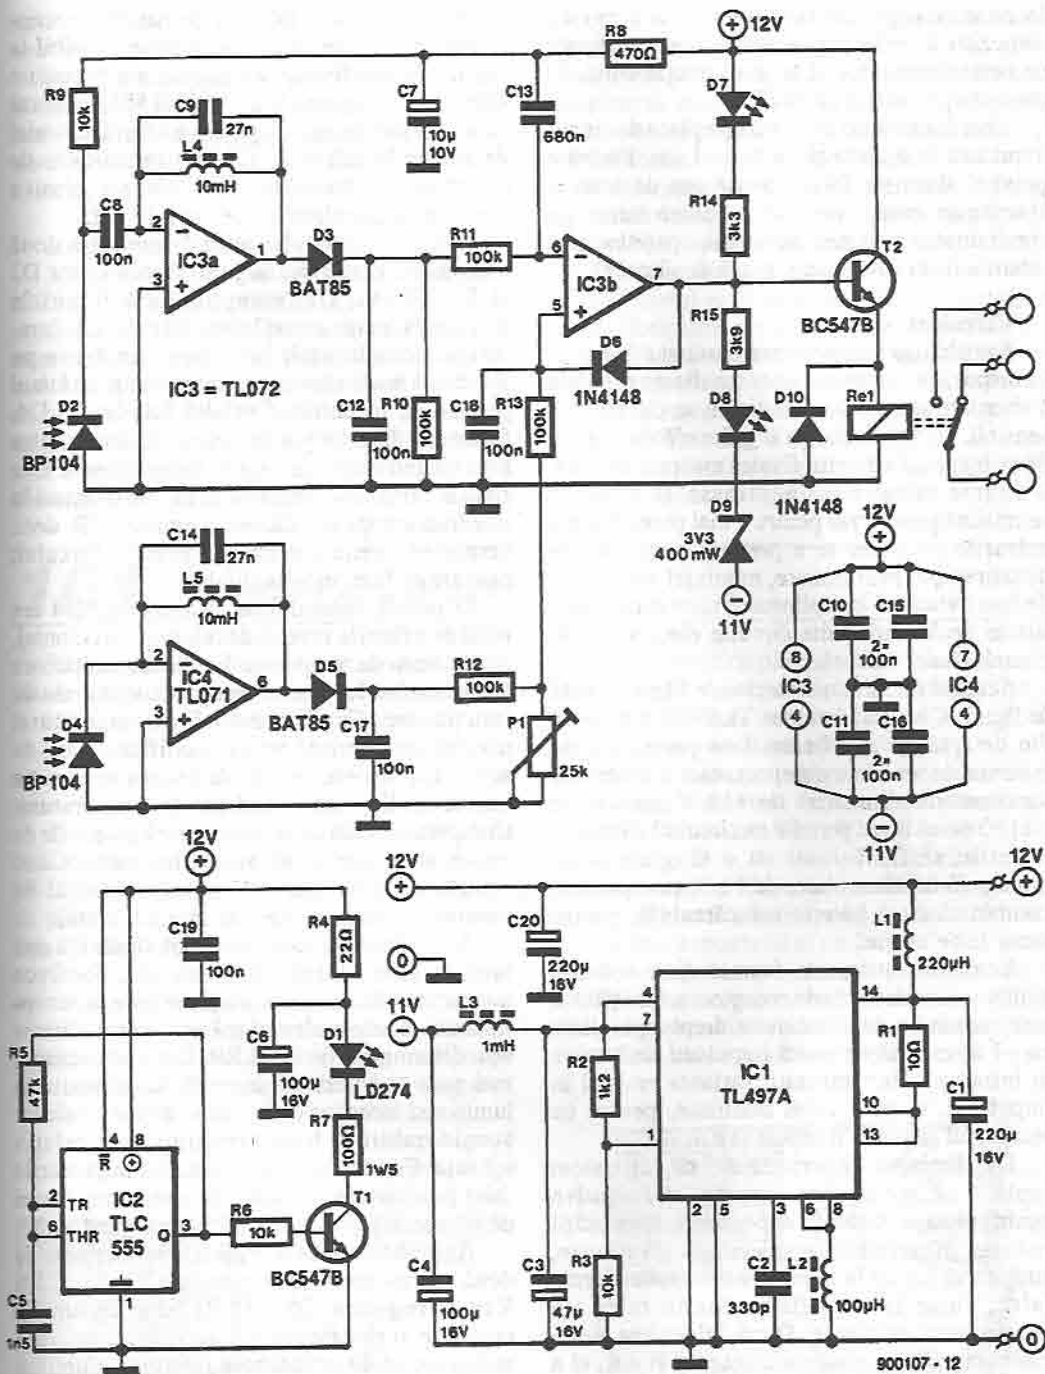 12V
R8
470Ω
R9
10k
C9
27n
L4
10mH
C7
10µ
10V
C13
680n
D7
R14
3k3
C8
100n
2
IC3a
1
3
D3
BAT85
R11
100k
6
IC3b
7
5
T2
BC547B
R15
3k9
D6
1N4148
IC3 = TL072
D2
BP104
C12
100n
R10
100k
C18
100n
R13
100k
D8
D10
Re1
1N4148
D9
3V3
400mW
11V
C14
27n
L5
10mH
2
IC4
TL071
6
3
D5
BAT85
R12
100k
D4
BP104
C17
100n
P1
25k
12V
C10
C15
2×
100n
8
IC3
4
7
IC4
4
C11
C16
2×
100n
11V
12V
C19
100n
R4
22Ω
0
12V
11V
C20
220µ
16V
L1
220µH
12V
L3
1mH
4
7
14
R5
47k
C6
100µ
16V
D1
LD274
R2
1k2
IC1
TL497A
R1
10Ω
10
13
C1
220µ
16V
1
R7
100Ω
1W5
4
8
R
IC2
TLC
555
2
TR
6
THR
3
O
1
R6
10k
T1
BC547B
C5
1n5
C4
100µ
16V
C3
47µ
16V
R3
10k
2
5
3
6
8
C2
330p
L2
100µH
0
900107 - 12